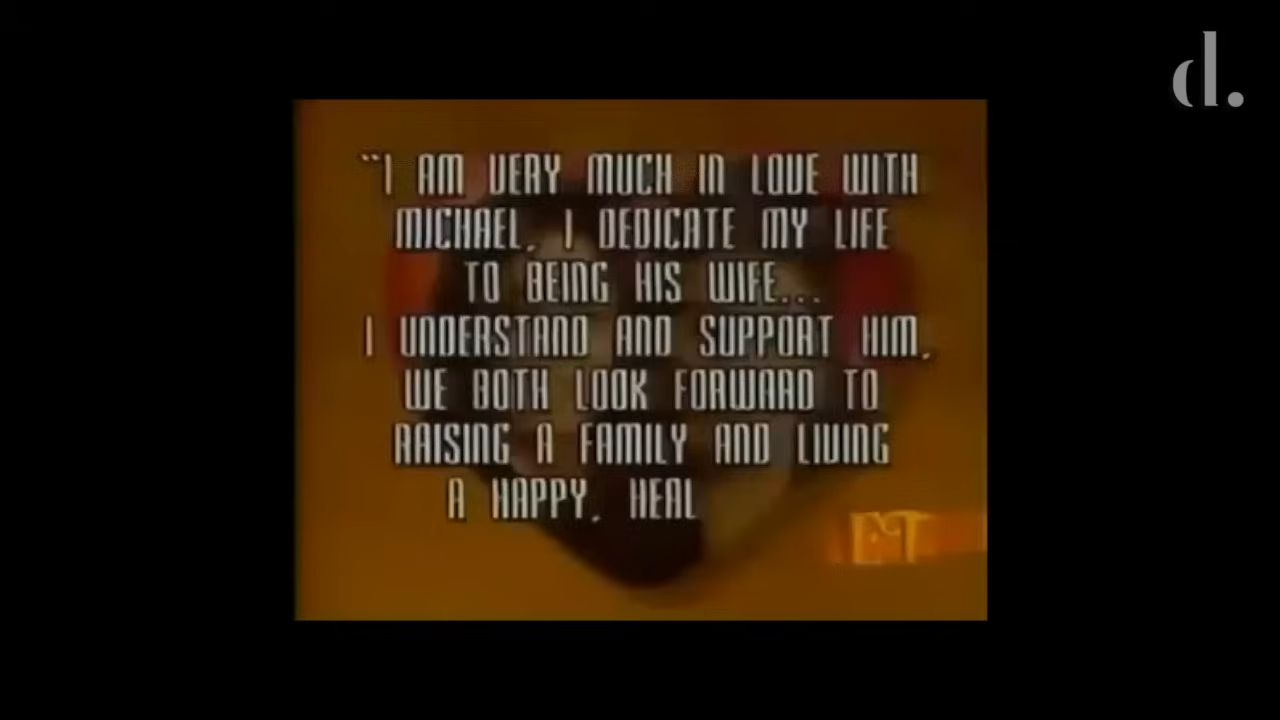 d.
“I AM VERY MUCH IN LOVE WITH
MICHAEL, I DEDICATE MY LIFE
TO BEING HIS WIFE...
I UNDERSTAND AND SUPPORT HIM,
WE BOTH LOOK FORWARD TO
RAISING A FAMILY AND LIVING
A HAPPY, HEAL
ET